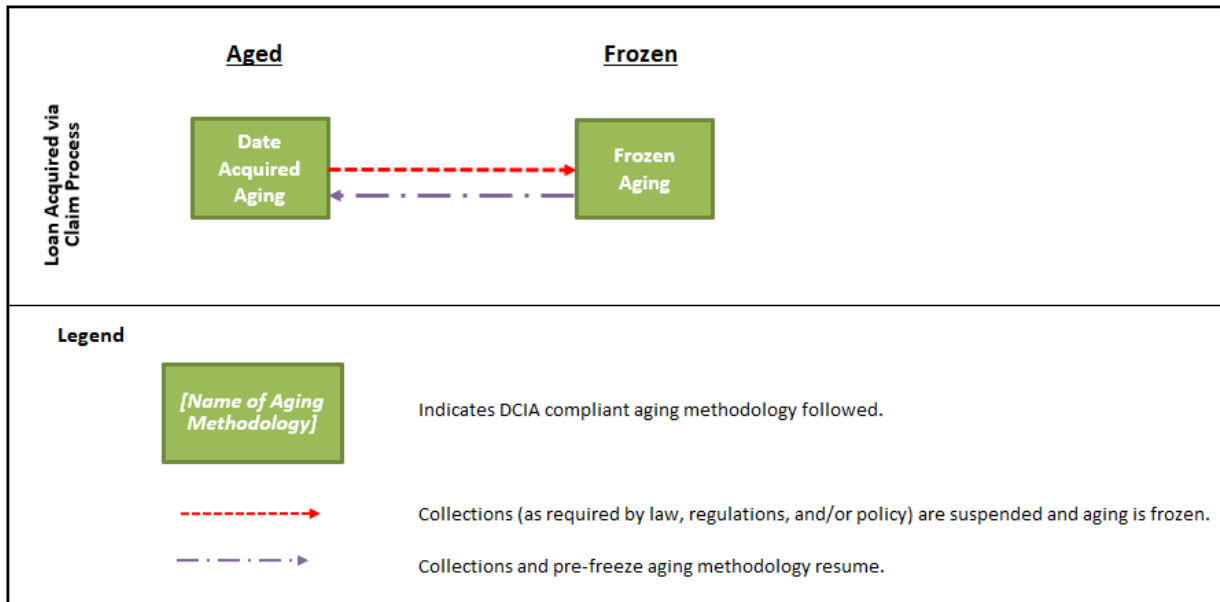 Aged
Frozen
Loan Acquired via
Claim Process
Date
Acquired
Aging
Frozen
Aging
Legend
[Name of Aging
Methodology]
Indicates DCIA compliant aging methodology followed.
Collections (as required by law, regulations, and/or policy) are suspended and aging is frozen.
Collections and pre-freeze aging methodology resume.